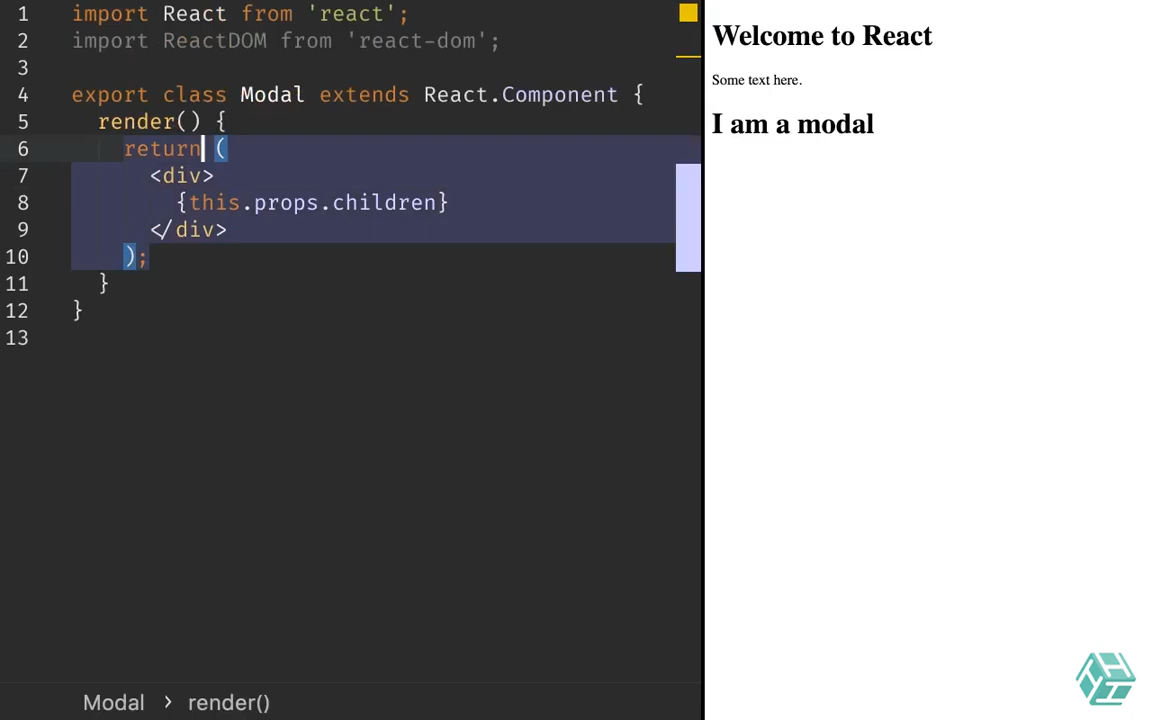 1 import React from 'react';
2 import ReactDOM from 'react-dom';
3
4 export class Modal extends React.Component {
5 render() {
6 return (
7 <div>
8 {this.props.children}
9 </div>
10 );
11 }
12 }
13
Modal > render()
Welcome to React
Some text here.
I am a modal